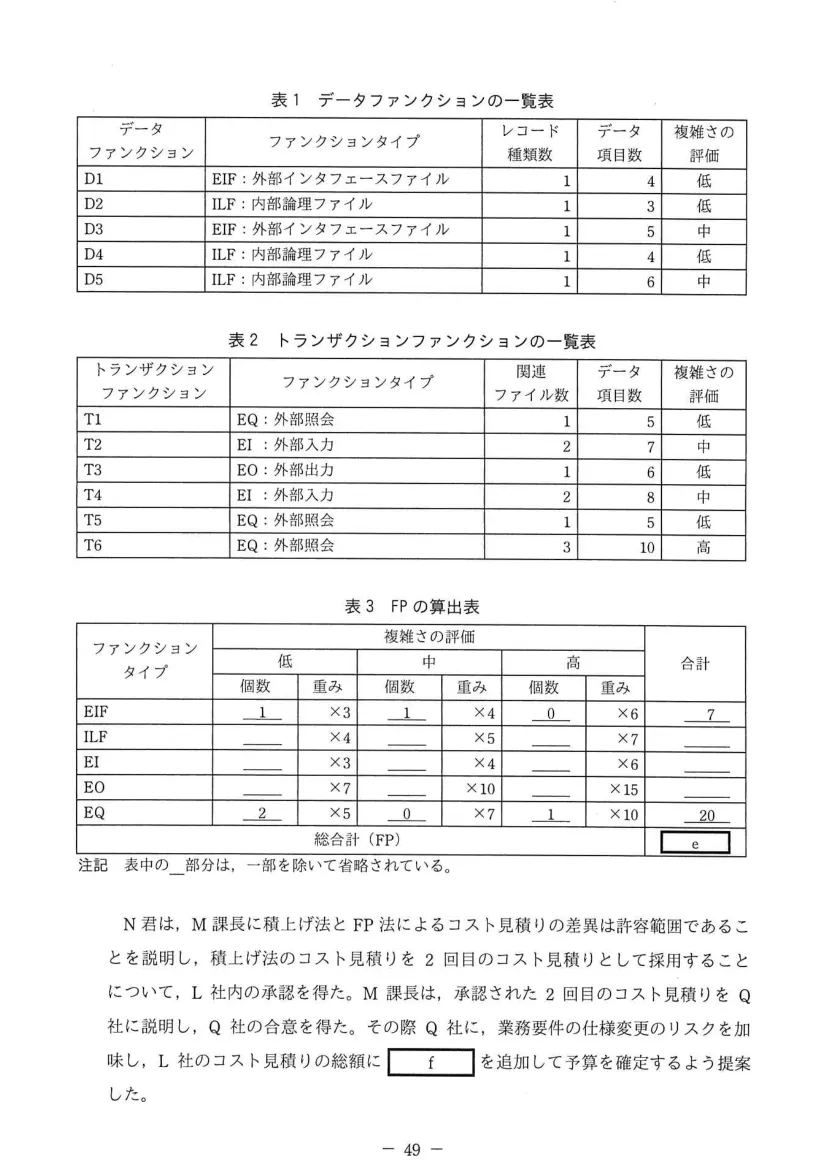 表1 データファンクションの一覧表
データ
ファンクション ファンクションタイプ レコード
種類数 データ
項目数 複雑さの
評価
D1 EIF:外部インタフェースファイル 1 4 低
D2 ILF:内部論理ファイル 1 3 低
D3 EIF:外部インタフェースファイル 1 5 中
D4 ILF:内部論理ファイル 1 4 低
D5 ILF:内部論理ファイル 1 6 中
表2 トランザクションファンクションの一覧表
トランザクション
ファンクション ファンクションタイプ 関連
ファイル数 データ
項目数 複雑さの
評価
T1 EQ:外部照会 1 5 低
T2 EI :外部入力 2 7 中
T3 EO:外部出力 1 6 低
T4 EI :外部入力 2 8 中
T5 EQ:外部照会 1 5 低
T6 EQ:外部照会 3 10 高
表3 FPの算出表
ファンクション
タイプ 複雑さの評価 合計
低 中 高
個数 重み 個数 重み 個数 重み
EIF 1 ×3 1 ×4 0 ×6 7
ILF ×4 ×5 ×7
EI ×3 ×4 ×6
EO ×7 ×10 ×15
EQ 2 ×5 0 ×7 1 ×10 20
総合計(FP) e
注記 表中の__部分は,一部を除いて省略されている。
N君は,M課長に積上げ法とFP法によるコスト見積りの差異は許容範囲であるこ
とを説明し,積上げ法のコスト見積りを2回目のコスト見積りとして採用すること
について,L社内の承認を得た。M課長は,承認された2回目のコスト見積りをQ
社に説明し,Q社の合意を得た。その際Q社に,業務要件の仕様変更のリスクを加
味し,L社のコスト見積りの総額に f を追加して予算を確定するよう提案
した。
- 49 -